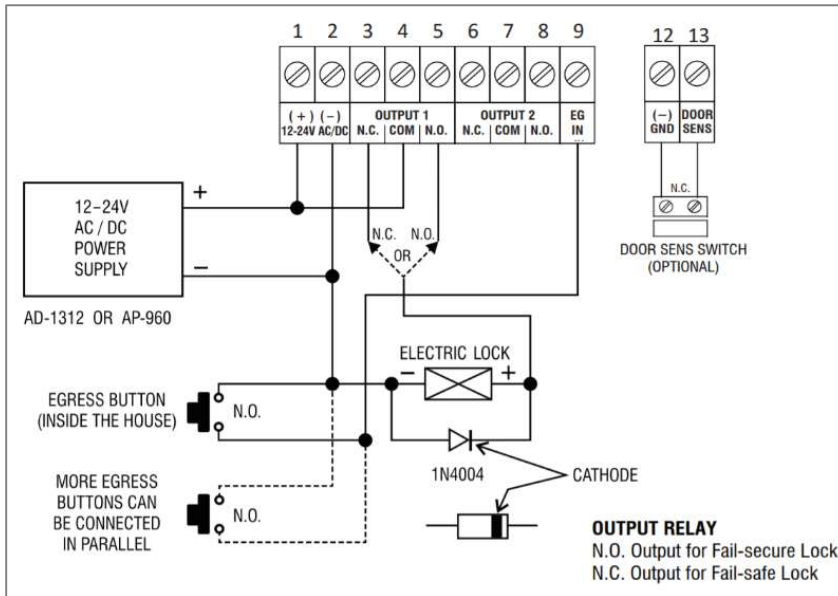 1 2 3 4 5 6 7 8 9 12 13
(+) (–) OUTPUT 1 OUTPUT 2 EG (–) DOOR
12-24V AC/DC N.C. COM N.O. N.C. COM N.O. IN GND SENS
N.C.
DOOR SENS SWITCH
(OPTIONAL)
+
12–24V
AC / DC
POWER
SUPPLY
–
AD-1312 OR AP-960
N.C. N.O.
OR
ELECTRIC LOCK
– +
EGRESS BUTTON
(INSIDE THE HOUSE)
N.O.
1N4004
CATHODE
MORE EGRESS
BUTTONS CAN
BE CONNECTED
IN PARALLEL
N.O.
OUTPUT RELAY
N.O. Output for Fail-secure Lock
N.C. Output for Fail-safe Lock